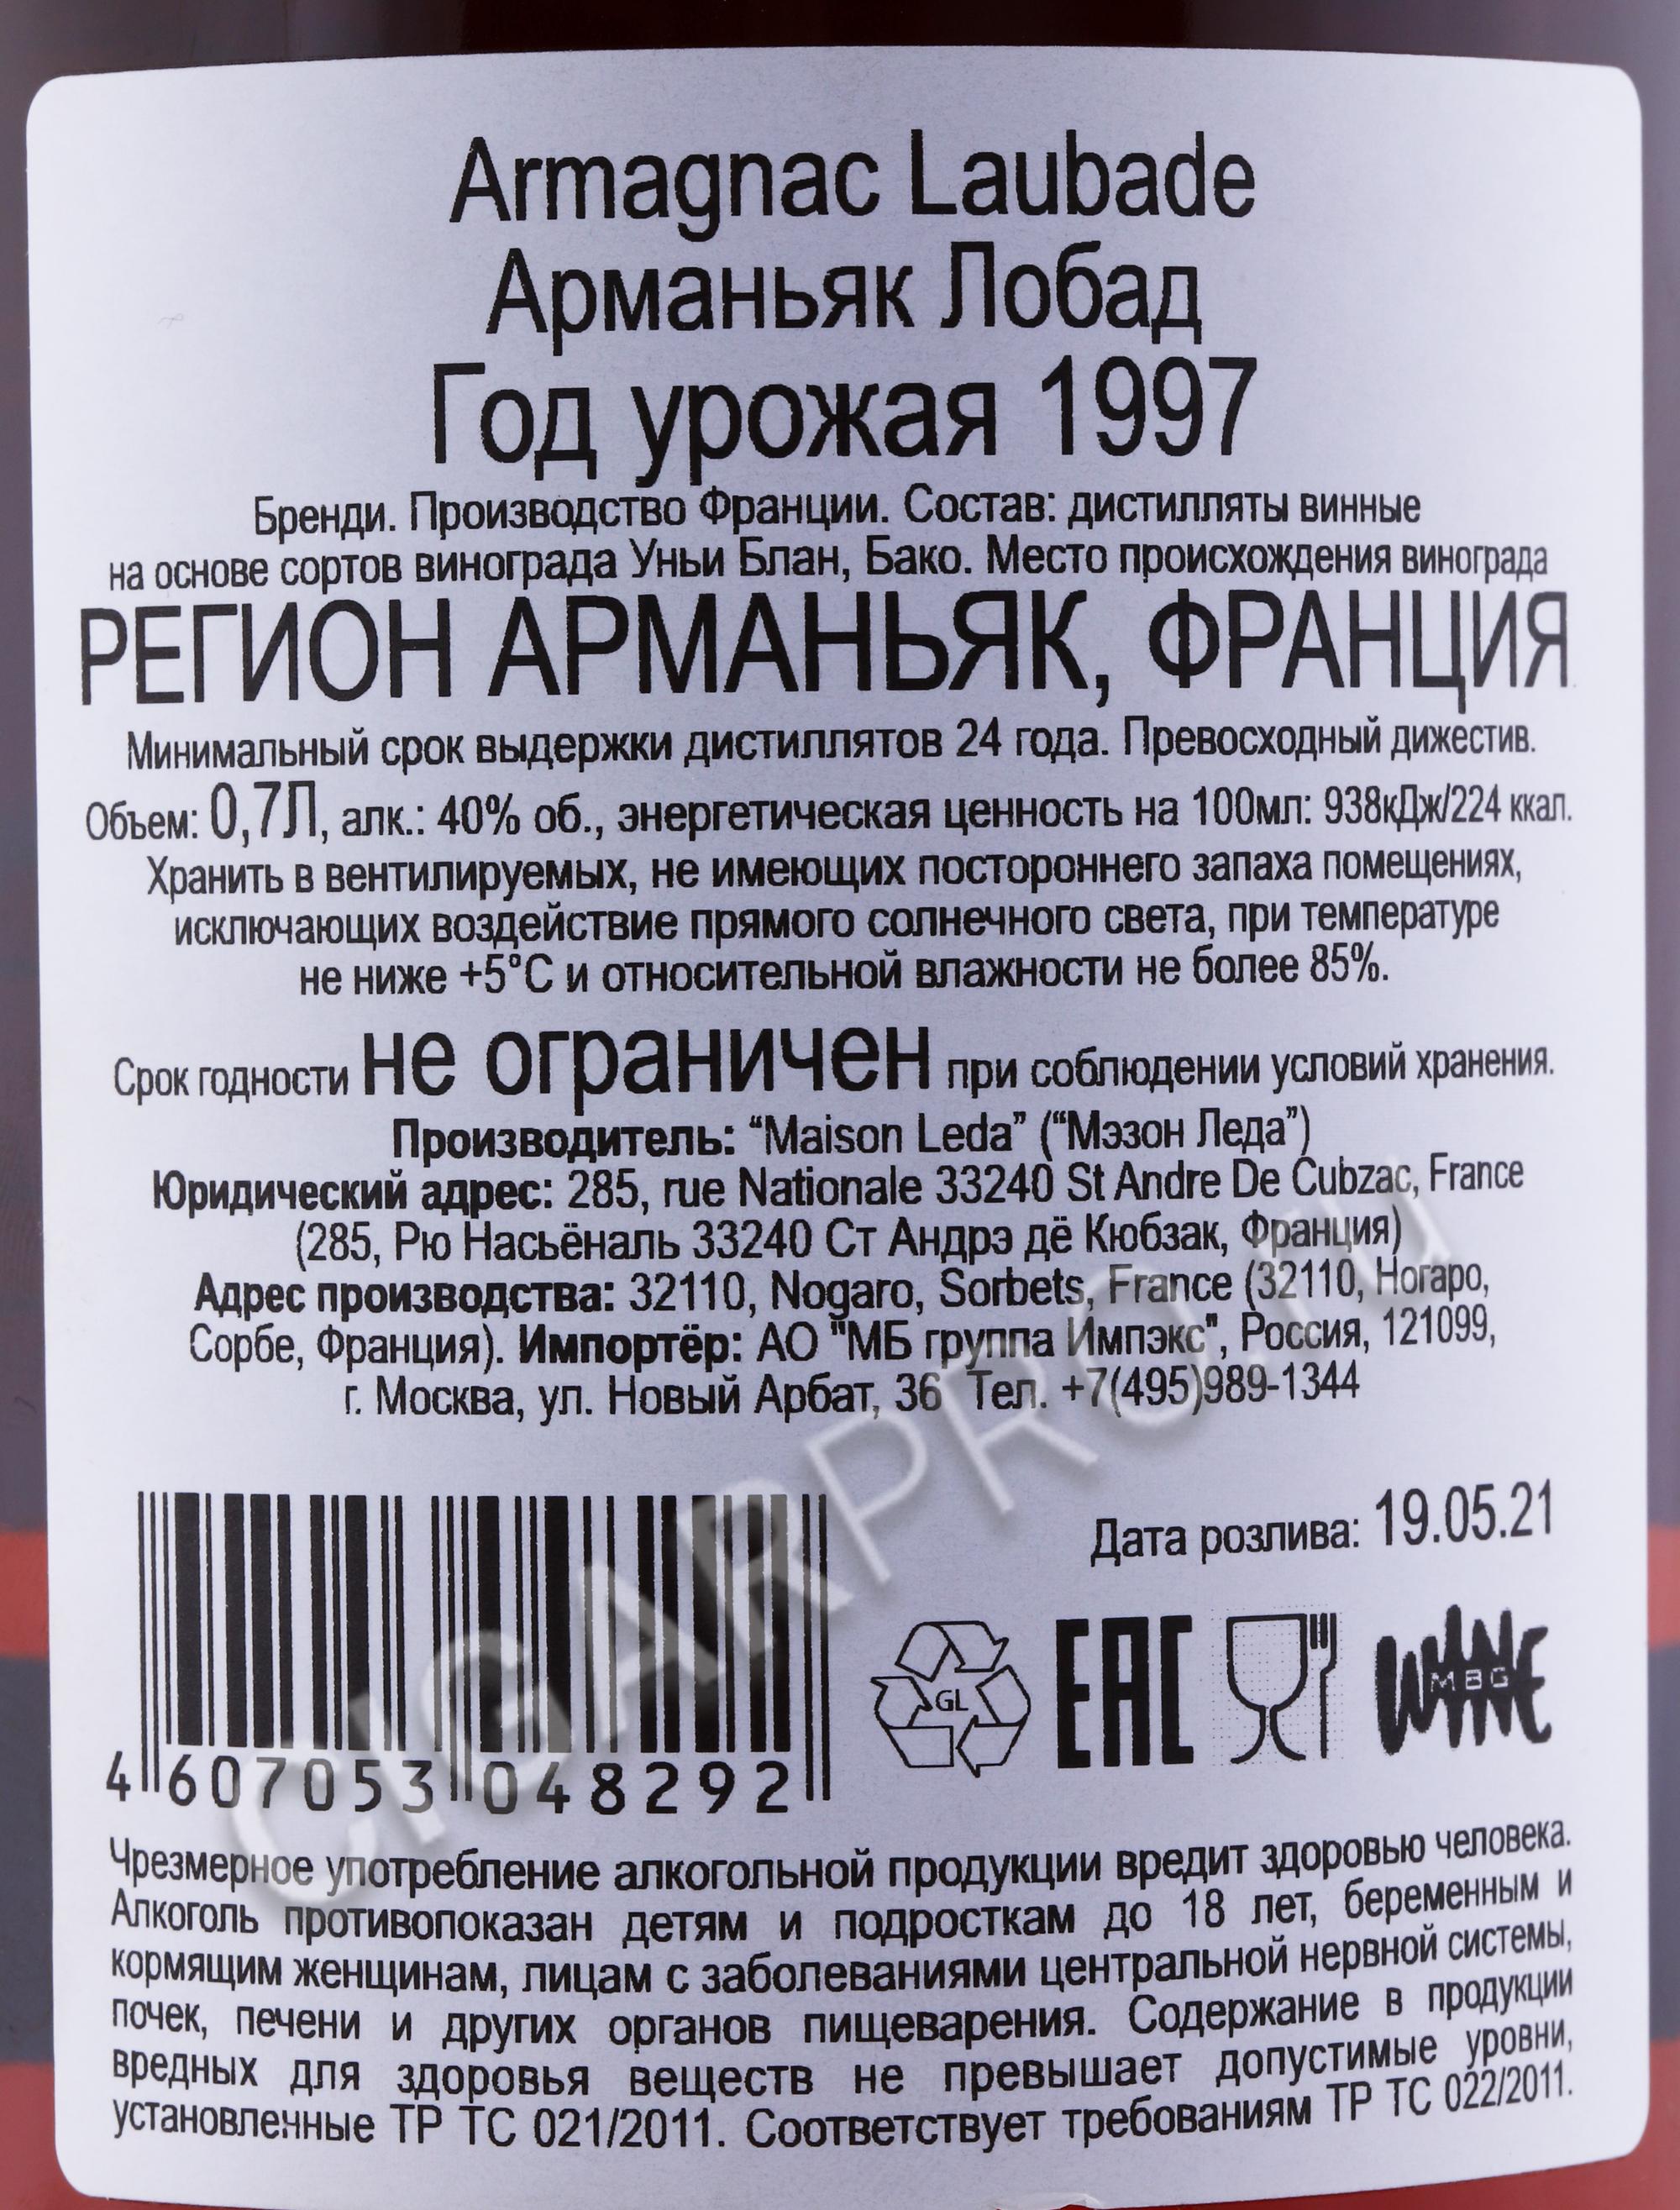 Armagnac Laubade
Арманьяк Лобад
Год урожая 1997
Бренди. Производство Франции. Состав: дистилляты винные
на основе сортов винограда Уньи Блан, Бако. Место происхождения винограда
РЕГИОН АРМАНЬЯК, ФРАНЦИЯ
Минимальный срок выдержки дистиллятов 24 года. Превосходный дижестив.
Объем: 0,7Л, алк.: 40% об., энергетическая ценность на 100мл: 938кДж/224 ккал.
Хранить в вентилируемых, не имеющих постороннего запаха помещениях,
исключающих воздействие прямого солнечного света, при температуре
не ниже +5°C и относительной влажности не более 85%.
Срок годности не ограничен при соблюдении условий хранения.
Производитель: “Maison Leda” (“Мэзон Леда”)
Юридический адрес: 285, rue Nationale 33240 St Andre De Cubzac, France
(285, Рю Насьёналь 33240 Ст Андрэ дё Кюбзак, Франция)
Адрес производства: 32110, Nogaro, Sorbets, France (32110, Ногаро,
Сорбе, Франция). Импортёр: АО "МБ группа Импэкс", Россия, 121099,
г. Москва, ул. Новый Арбат, 36 Тел. +7(495)989-1344
Дата розлива: 19.05.21
GL
EAC
WINE
MBG
4 607053 048292
CIGARPRO.ru
Чрезмерное употребление алкогольной продукции вредит здоровью человека.
Алкоголь противопоказан детям и подросткам до 18 лет, беременным и
кормящим женщинам, лицам с заболеваниями центральной нервной системы,
почек, печени и других органов пищеварения. Содержание в продукции
вредных для здоровья веществ не превышает допустимые уровни,
установленные ТР ТС 021/2011. Соответствует требованиям ТР ТС 022/2011.